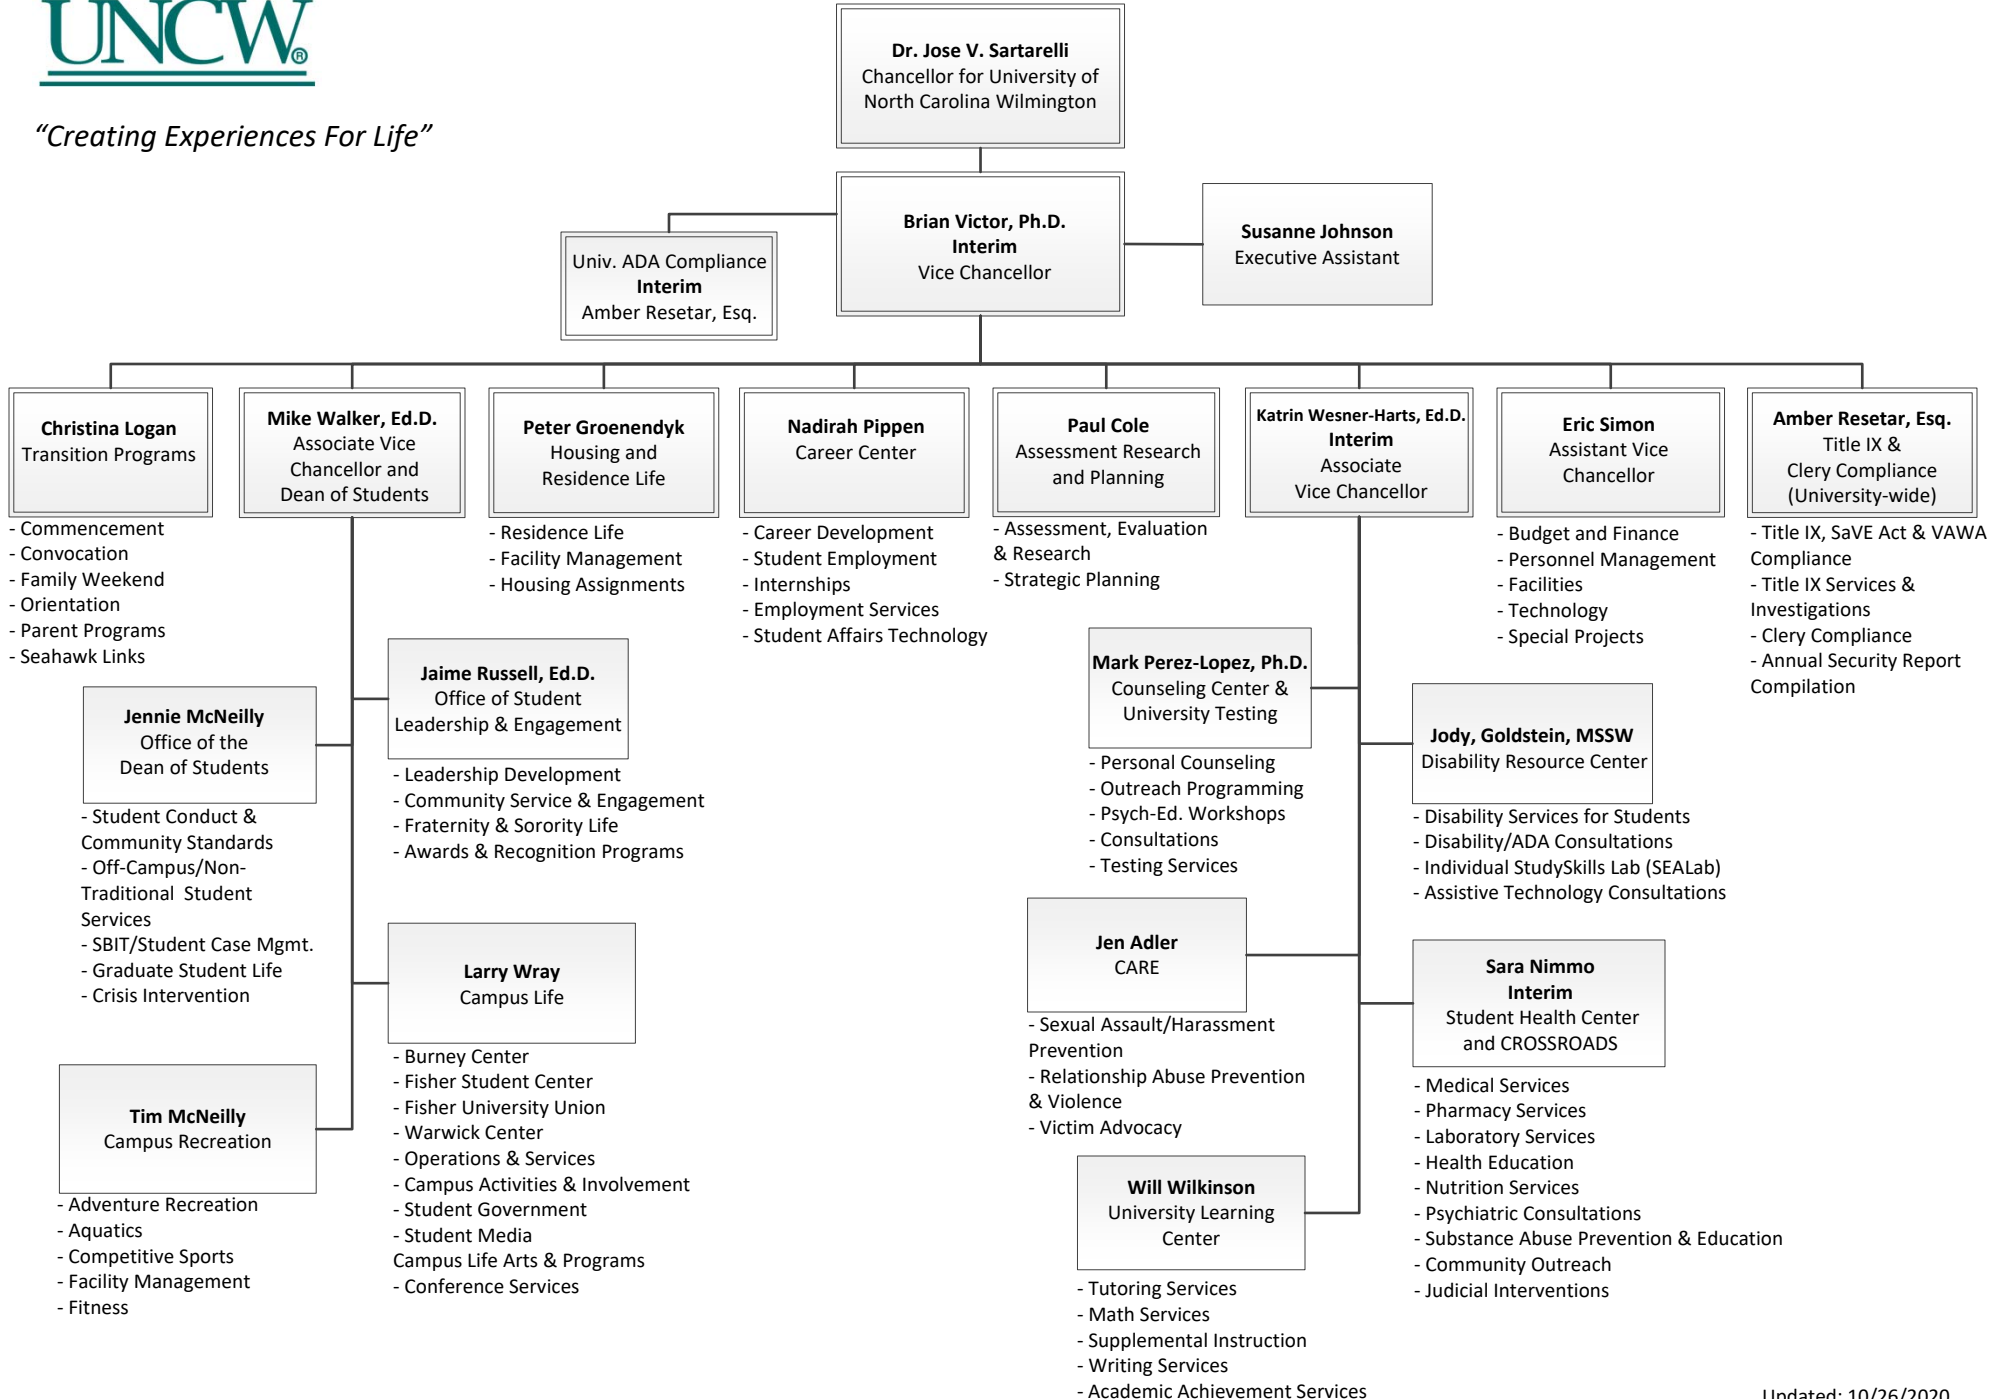 UNCW®
“Creating Experiences For Life”
Dr. Jose V. Sartarelli
Chancellor for University of
North Carolina Wilmington
Brian Victor, Ph.D.
Interim
Vice Chancellor
Susanne Johnson
Executive Assistant
Univ. ADA Compliance
Interim
Amber Resetar, Esq.
Christina Logan
Transition Programs
- Commencement
- Convocation
- Family Weekend
- Orientation
- Parent Programs
- Seahawk Links
Mike Walker, Ed.D.
Associate Vice
Chancellor and
Dean of Students
Peter Groenendyk
Housing and
Residence Life
- Residence Life
- Facility Management
- Housing Assignments
Nadirah Pippen
Career Center
- Career Development
- Student Employment
- Internships
- Employment Services
- Student Affairs Technology
Paul Cole
Assessment Research
and Planning
- Assessment, Evaluation
& Research
- Strategic Planning
Katrin Wesner-Harts, Ed.D.
Interim
Associate
Vice Chancellor
Eric Simon
Assistant Vice
Chancellor
- Budget and Finance
- Personnel Management
- Facilities
- Technology
- Special Projects
Amber Resetar, Esq.
Title IX &
Clery Compliance
(University-wide)
- Title IX, SaVE Act & VAWA
Compliance
- Title IX Services &
Investigations
- Clery Compliance
- Annual Security Report
Compilation
Jennie McNeilly
Office of the
Dean of Students
- Student Conduct &
Community Standards
- Off-Campus/Non-
Traditional  Student
Services
- SBIT/Student Case Mgmt.
- Graduate Student Life
- Crisis Intervention
Jaime Russell, Ed.D.
Office of Student
Leadership & Engagement
- Leadership Development
- Community Service & Engagement
- Fraternity & Sorority Life
- Awards & Recognition Programs
Larry Wray
Campus Life
- Burney Center
- Fisher Student Center
- Fisher University Union
- Warwick Center
- Operations & Services
- Campus Activities & Involvement
- Student Government
- Student Media
Campus Life Arts & Programs
- Conference Services
Tim McNeilly
Campus Recreation
- Adventure Recreation
- Aquatics
- Competitive Sports
- Facility Management
- Fitness
Mark Perez-Lopez, Ph.D.
Counseling Center &
University Testing
- Personal Counseling
- Outreach Programming
- Psych-Ed. Workshops
- Consultations
- Testing Services
Jody, Goldstein, MSSW
Disability Resource Center
- Disability Services for Students
- Disability/ADA Consultations
- Individual StudySkills Lab (SEALab)
- Assistive Technology Consultations
Jen Adler
CARE
- Sexual Assault/Harassment
Prevention
- Relationship Abuse Prevention
& Violence
- Victim Advocacy
Sara Nimmo
Interim
Student Health Center
and CROSSROADS
- Medical Services
- Pharmacy Services
- Laboratory Services
- Health Education
- Nutrition Services
- Psychiatric Consultations
- Substance Abuse Prevention & Education
- Community Outreach
- Judicial Interventions
Will Wilkinson
University Learning
Center
- Tutoring Services
- Math Services
- Supplemental Instruction
- Writing Services
- Academic Achievement Services
Updated: 10/26/2020